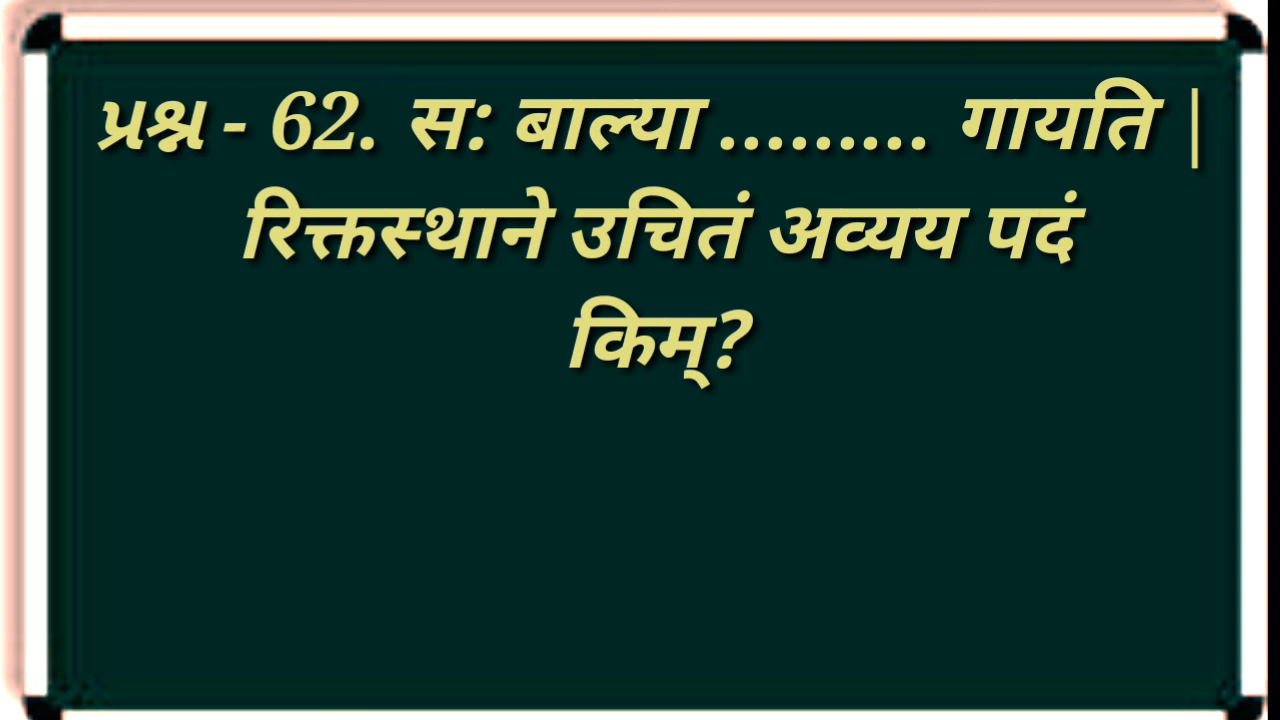 प्रश्न - 62. स: बाल्या ......... गायति |
रिक्तस्थाने उचितं अव्यय पदं
किम्?